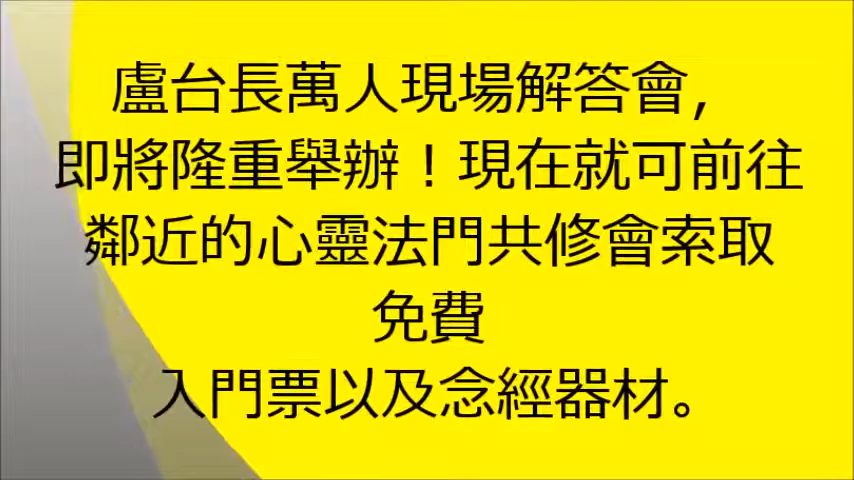 盧台長萬人現場解答會，
即將隆重舉辦！現在就可前往
鄰近的心靈法門共修會索取
免費
入門票以及念經器材。